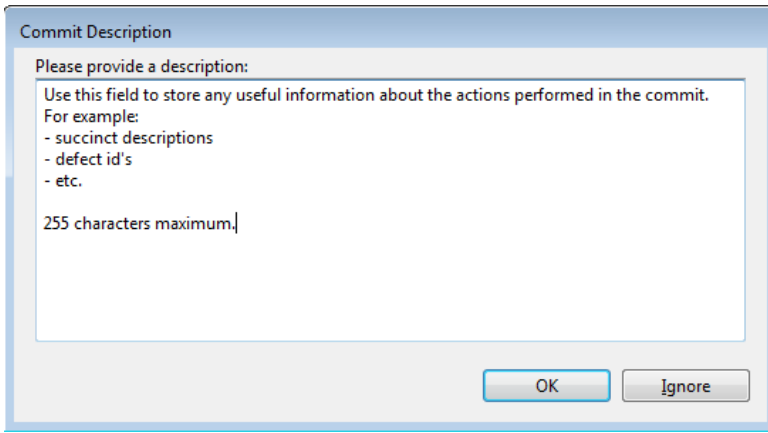 Commit Description
Please provide a description:
Use this field to store any useful information about the actions performed in the commit.
For example:
- succinct descriptions
- defect id's
- etc.
255 characters maximum.
OK
Ignore